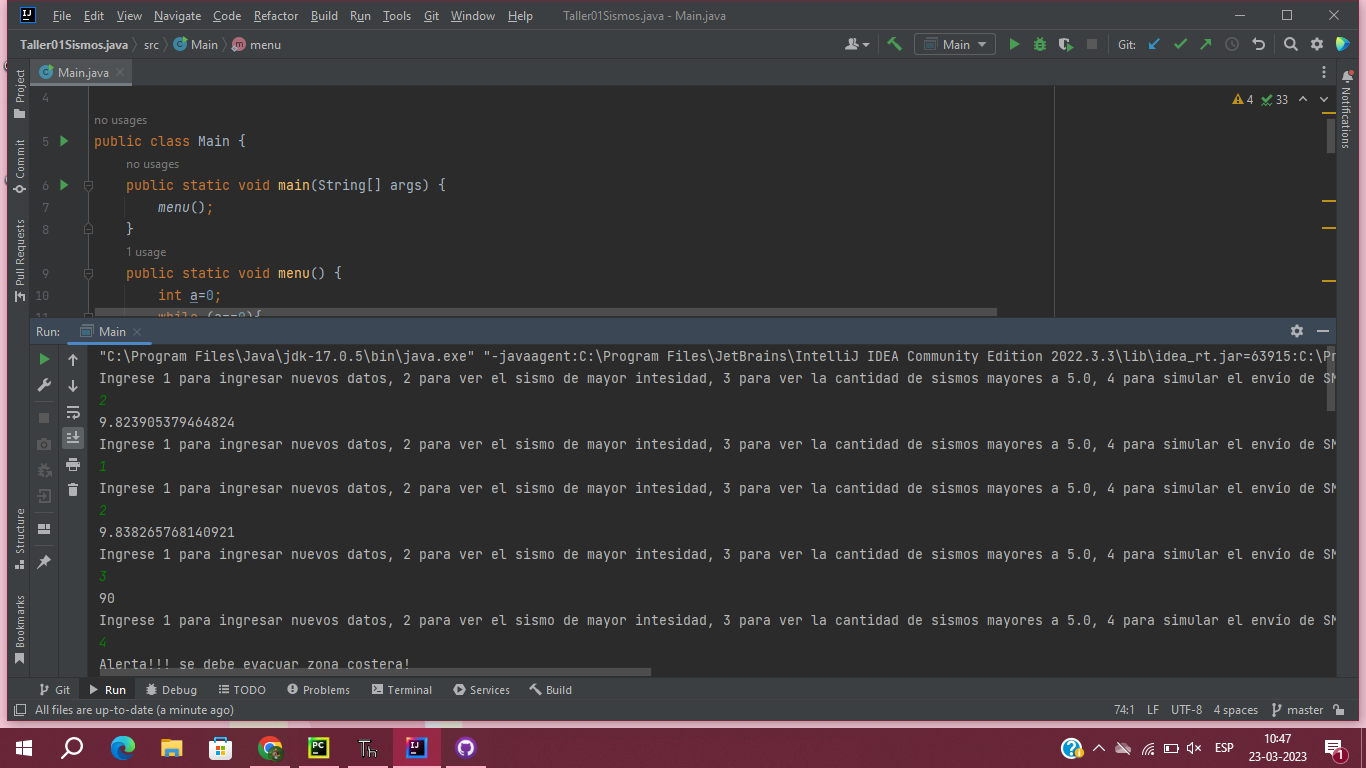 File Edit View Navigate Code Refactor Build Run Tools Git Window Help Taller01Sismos.java - Main.java
Taller01Sismos.java src Main menu Main Git:
Main.java
4 33
4
no usages
5 public class Main {
no usages
6 public static void main(String[] args) {
7 menu();
8 }
1 usage
9 public static void menu() {
10 int a=0;
11 while (a==0){
Project
Commit
Pull Requests
Structure
Bookmarks
Notifications
Run: Main
"C:\Program Files\Java\jdk-17.0.5\bin\java.exe" "-javaagent:C:\Program Files\JetBrains\IntelliJ IDEA Community Edition 2022.3.3\lib\idea_rt.jar=63915:C:\Pr
Ingrese 1 para ingresar nuevos datos, 2 para ver el sismo de mayor intesidad, 3 para ver la cantidad de sismos mayores a 5.0, 4 para simular el envío de SM
2
9.823905379464824
Ingrese 1 para ingresar nuevos datos, 2 para ver el sismo de mayor intesidad, 3 para ver la cantidad de sismos mayores a 5.0, 4 para simular el envío de SM
1
Ingrese 1 para ingresar nuevos datos, 2 para ver el sismo de mayor intesidad, 3 para ver la cantidad de sismos mayores a 5.0, 4 para simular el envío de SM
2
9.838265768140921
Ingrese 1 para ingresar nuevos datos, 2 para ver el sismo de mayor intesidad, 3 para ver la cantidad de sismos mayores a 5.0, 4 para simular el envío de SM
3
90
Ingrese 1 para ingresar nuevos datos, 2 para ver el sismo de mayor intesidad, 3 para ver la cantidad de sismos mayores a 5.0, 4 para simular el envío de SM
4
Alerta!!! se debe evacuar zona costera!
Git Run Debug TODO Problems Terminal Services Build
All files are up-to-date (a minute ago) 74:1 LF UTF-8 4 spaces master
ESP 10:47
23-03-2023 1